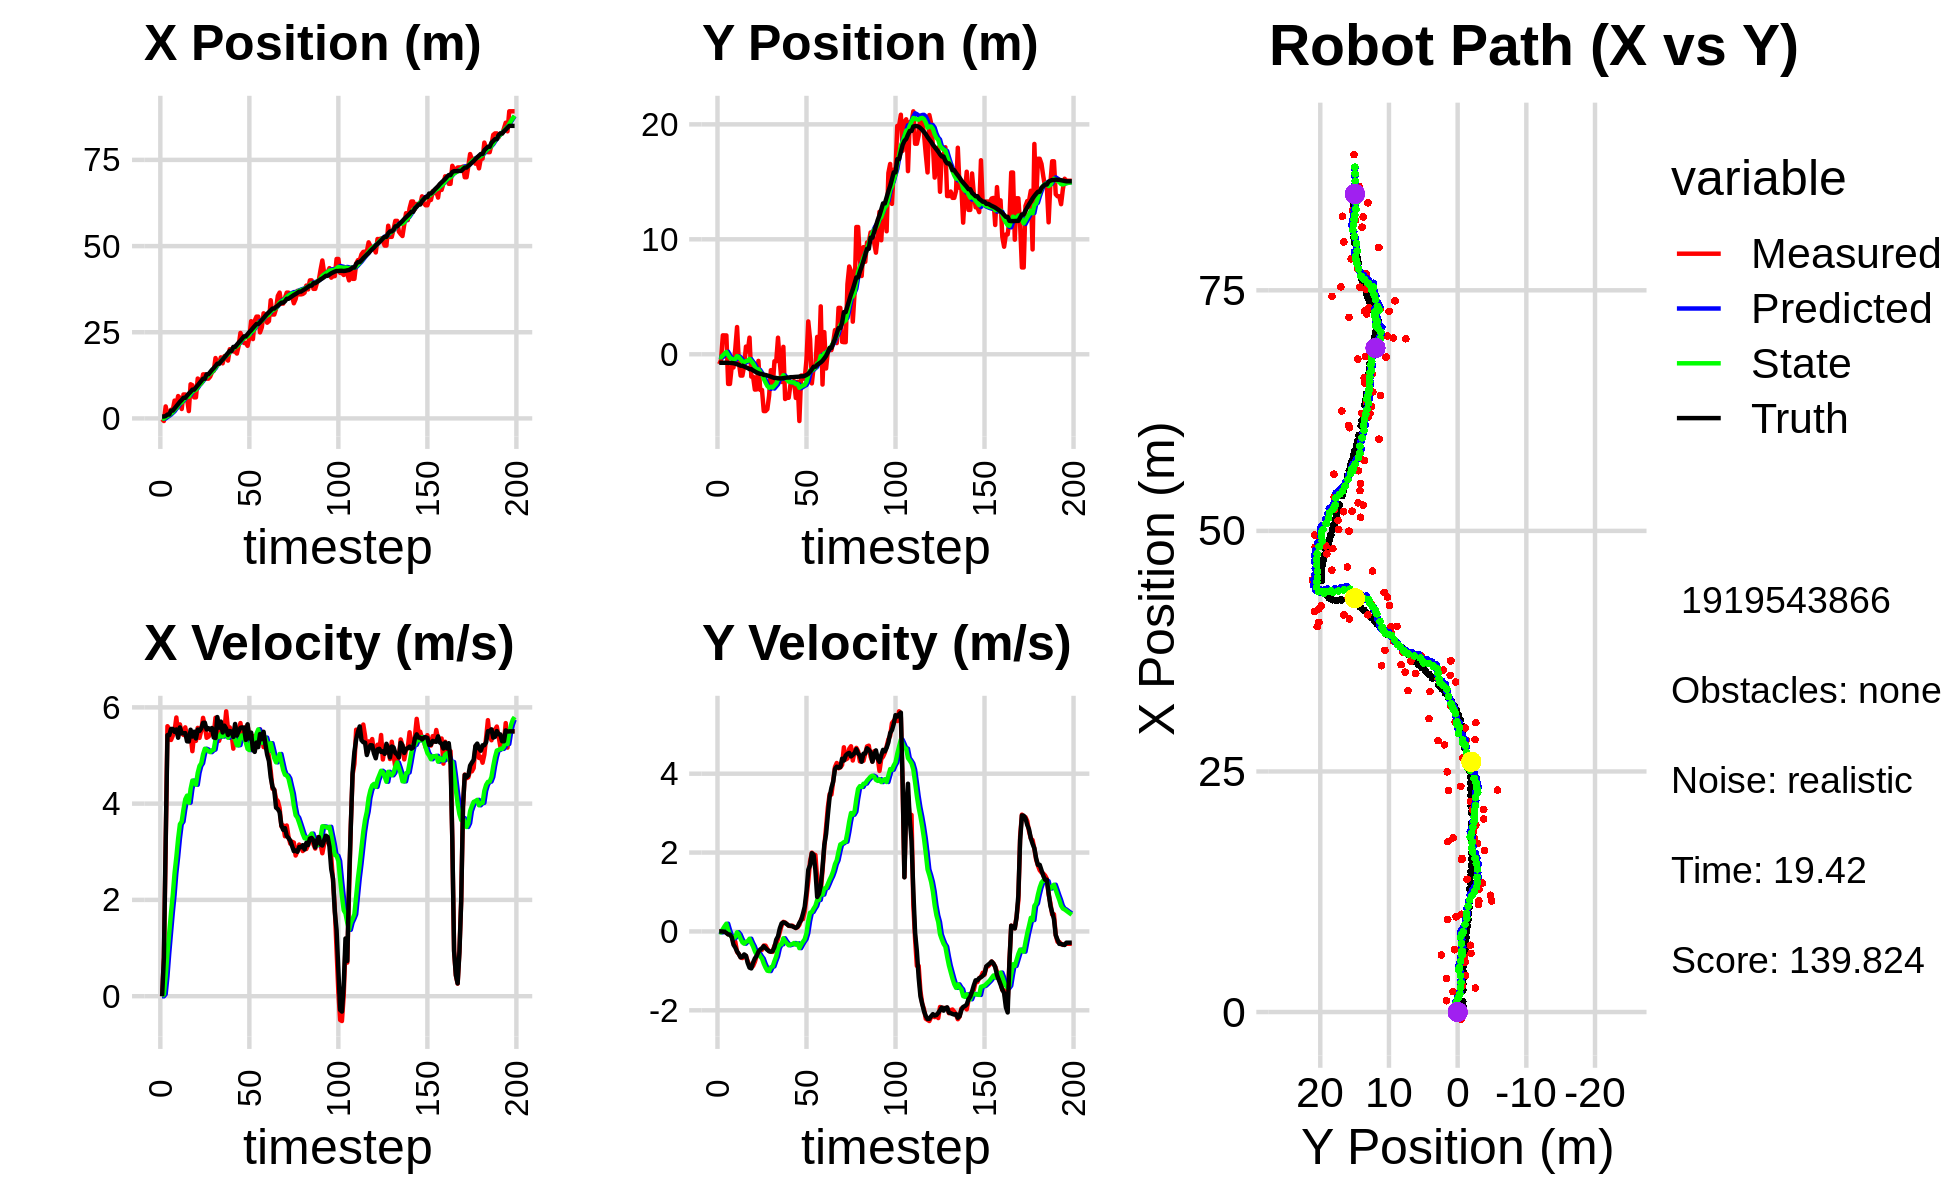 X Position (m)
75
50
25
0
0 50 100 150 200
timestep
Y Position (m)
20
10
0
0 50 100 150 200
timestep
X Velocity (m/s)
6
4
2
0
0 50 100 150 200
timestep
Y Velocity (m/s)
4
2
0
-2
0 50 100 150 200
timestep
Robot Path (X vs Y)
X Position (m)
75
50
25
0
20 10 0 -10 -20
Y Position (m)
variable
Measured
Predicted
State
Truth
1919543866
Obstacles: none
Noise: realistic
Time: 19.42
Score: 139.824